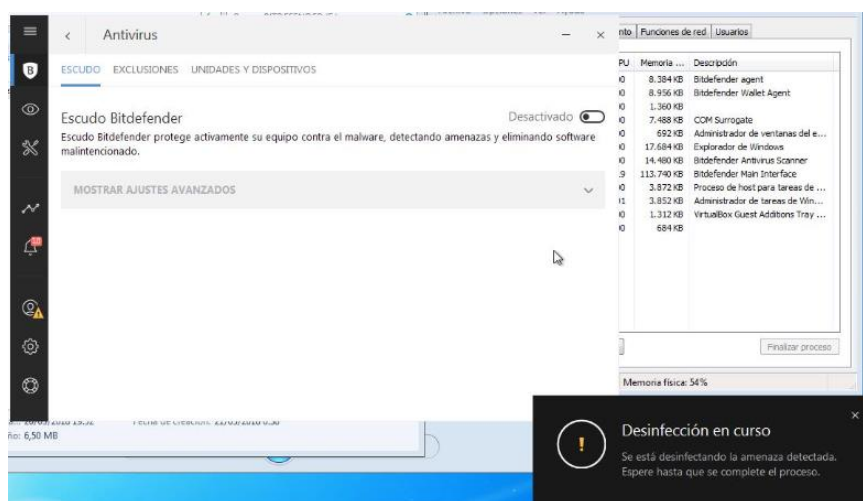 Antivirus
ESCUDO EXCLUSIONES UNIDADES Y DISPOSITIVOS
Escudo Bitdefender
Desactivado
Escudo Bitdefender protege activamente su equipo contra el malware, detectando amenazas y eliminando software
malintencionado.
MOSTRAR AJUSTES AVANZADOS
Funciones de red Usuarios
Memoria ... Descripción
8.384 KB Bitdefender agent
8.956 KB Bitdefender Wallet Agent
1.360 KB
7.488 KB COM Surrogate
692 KB Administrador de ventanas del e...
17.684 KB Explorador de Windows
14.480 KB Bitdefender Antivirus Scanner
113.740 KB Bitdefender Main Interface
3.872 KB Proceso de host para tareas de ...
3.852 KB Administrador de tareas de Win...
1.312 KB VirtualBox Guest Additions Tray ...
684 KB
Finalizar proceso
Memoria física: 54%
6,50 MB
Desinfección en curso
Se está desinfectando la amenaza detectada.
Espere hasta que se complete el proceso.